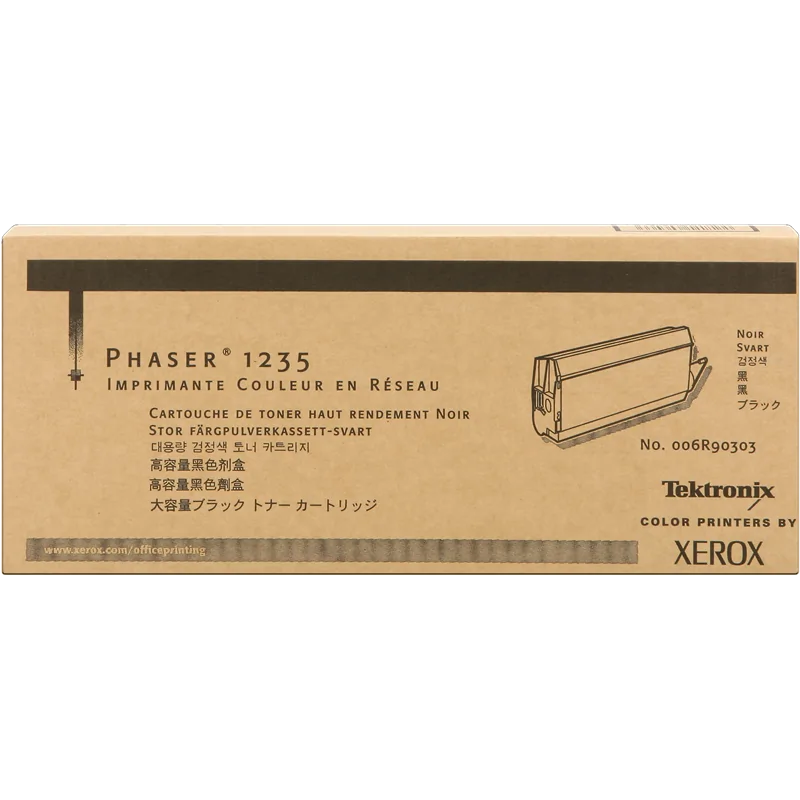 PHASER® 1235
IMPRIMANTE COULEUR EN RÉSEAU
CARTOUCHE DE TONER HAUT RENDEMENT NOIR
STOR FÄRGPULVERKASSETT-SVART
대용량 검정색 토너 카트리지
高容量黑色剂盒
高容量黑色劑盒
大容量ブラック トナー カートリッジ
NOIR
SVART
검정색
黑
黑
ブラック
No. 006R90303
Tektronix
COLOR PRINTERS BY
XEROX
www.xerox.com/officeprinting